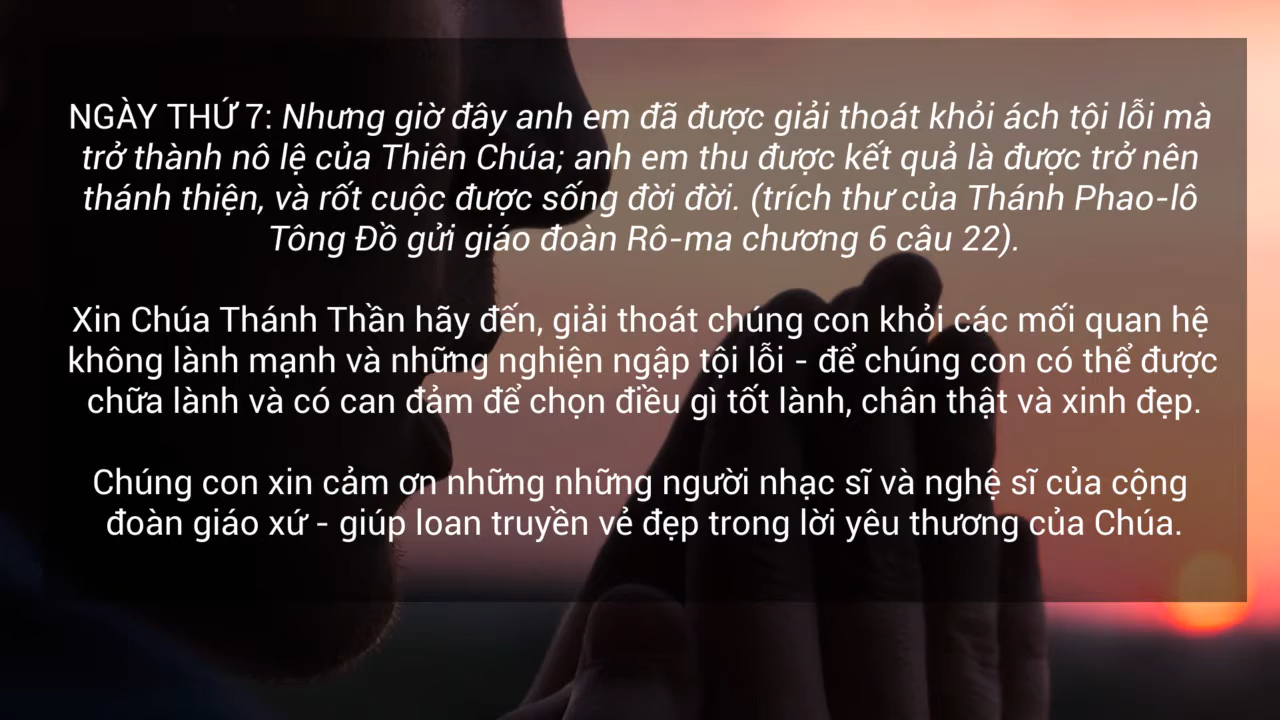 NGÀY THỨ 7: Nhưng giờ đây anh em đã được giải thoát khỏi ách tội lỗi mà
trở thành nô lệ của Thiên Chúa; anh em thu được kết quả là được trở nên
thánh thiện, và rốt cuộc được sống đời đời. (trích thư của Thánh Phao-lô
Tông Đồ gửi giáo đoàn Rô-ma chương 6 câu 22).
Xin Chúa Thánh Thần hãy đến, giải thoát chúng con khỏi các mối quan hệ
không lành mạnh và những nghiện ngập tội lỗi - để chúng con có thể được
chữa lành và có can đảm để chọn điều gì tốt lành, chân thật và xinh đẹp.
Chúng con xin cảm ơn những những người nhạc sĩ và nghệ sĩ của cộng
đoàn giáo xứ - giúp loan truyền vẻ đẹp trong lời yêu thương của Chúa.